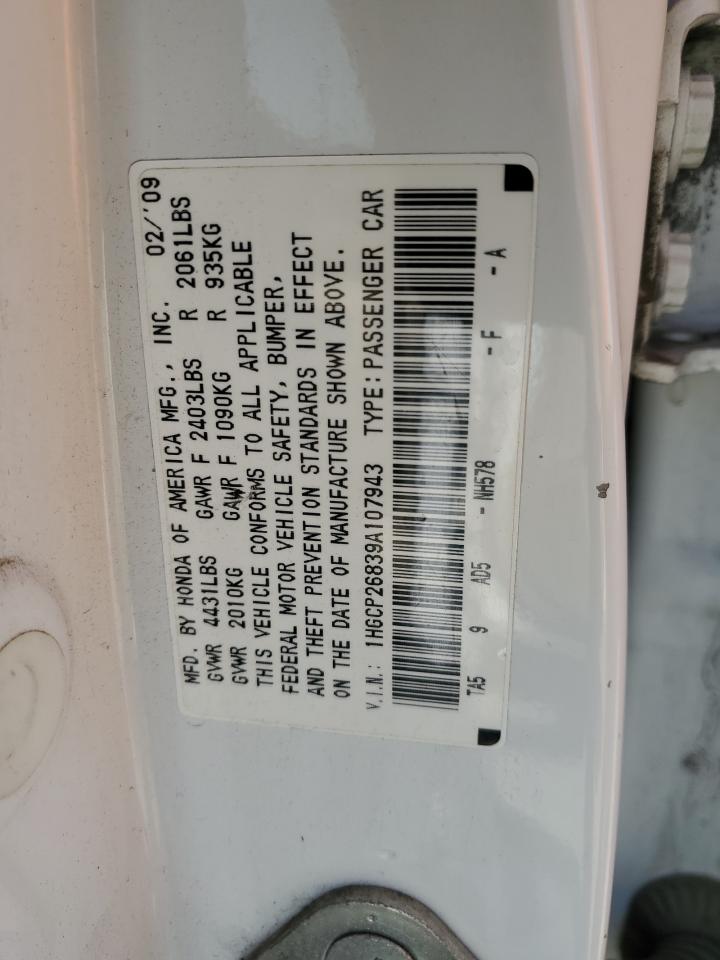 MFD. BY HONDA OF AMERICA MFG., INC. 02/'09
GVWR 4431LBS GAWR F 2403LBS R 2061LBS
GVWR 2010KG GAWR F 1090KG R 935KG
THIS VEHICLE CONFORMS TO ALL APPLICABLE
FEDERAL MOTOR VEHICLE SAFETY, BUMPER,
AND THEFT PREVENTION STANDARDS IN EFFECT
ON THE DATE OF MANUFACTURE SHOWN ABOVE.
V.I.N.: 1HGCP26839A107943 TYPE: PASSENGER CAR
TA5 9 AD5 - NH578 - F - A